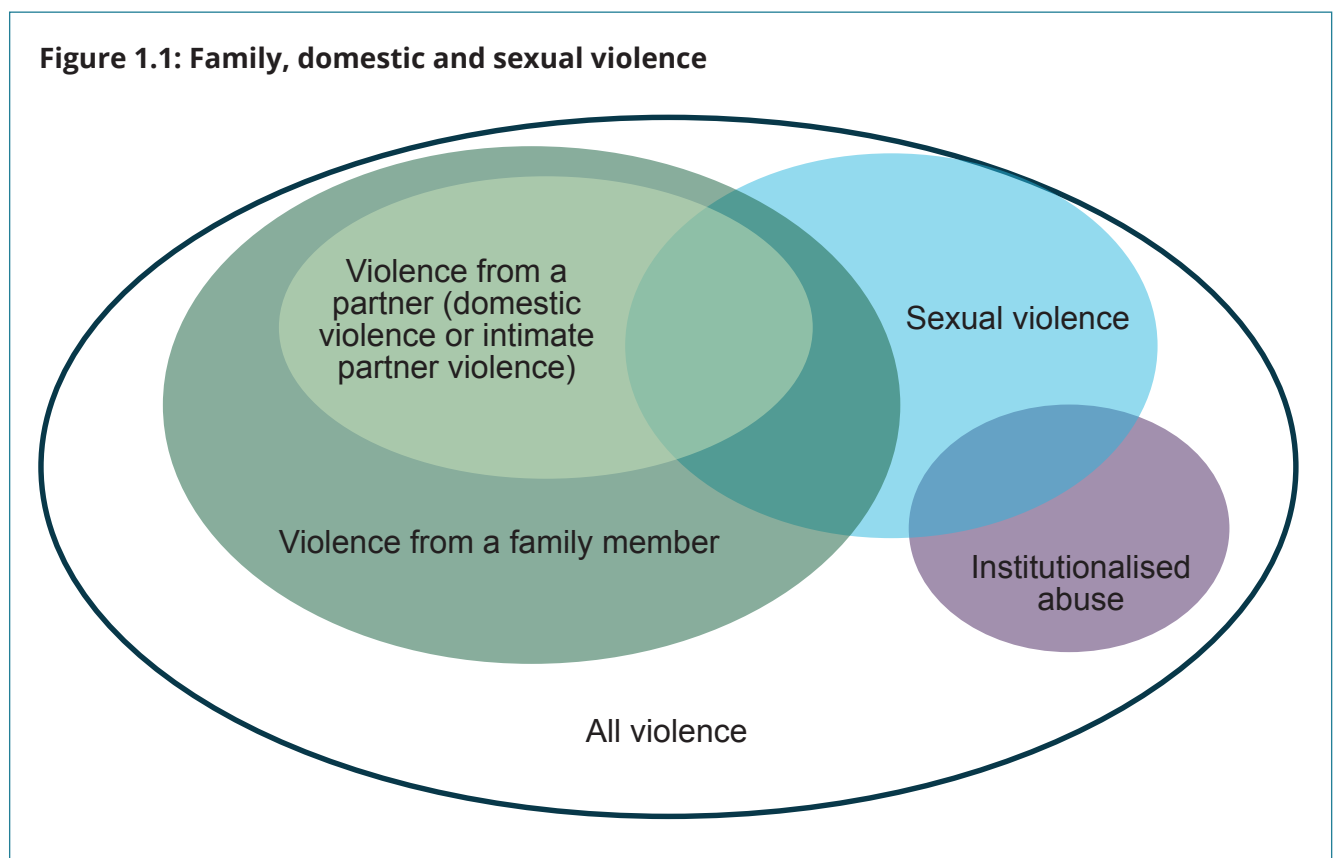 Figure 1.1: Family, domestic and sexual violence
Violence from a
partner (domestic
violence or intimate
partner violence)
Sexual violence
Violence from a family member
Institutionalised
abuse
All violence